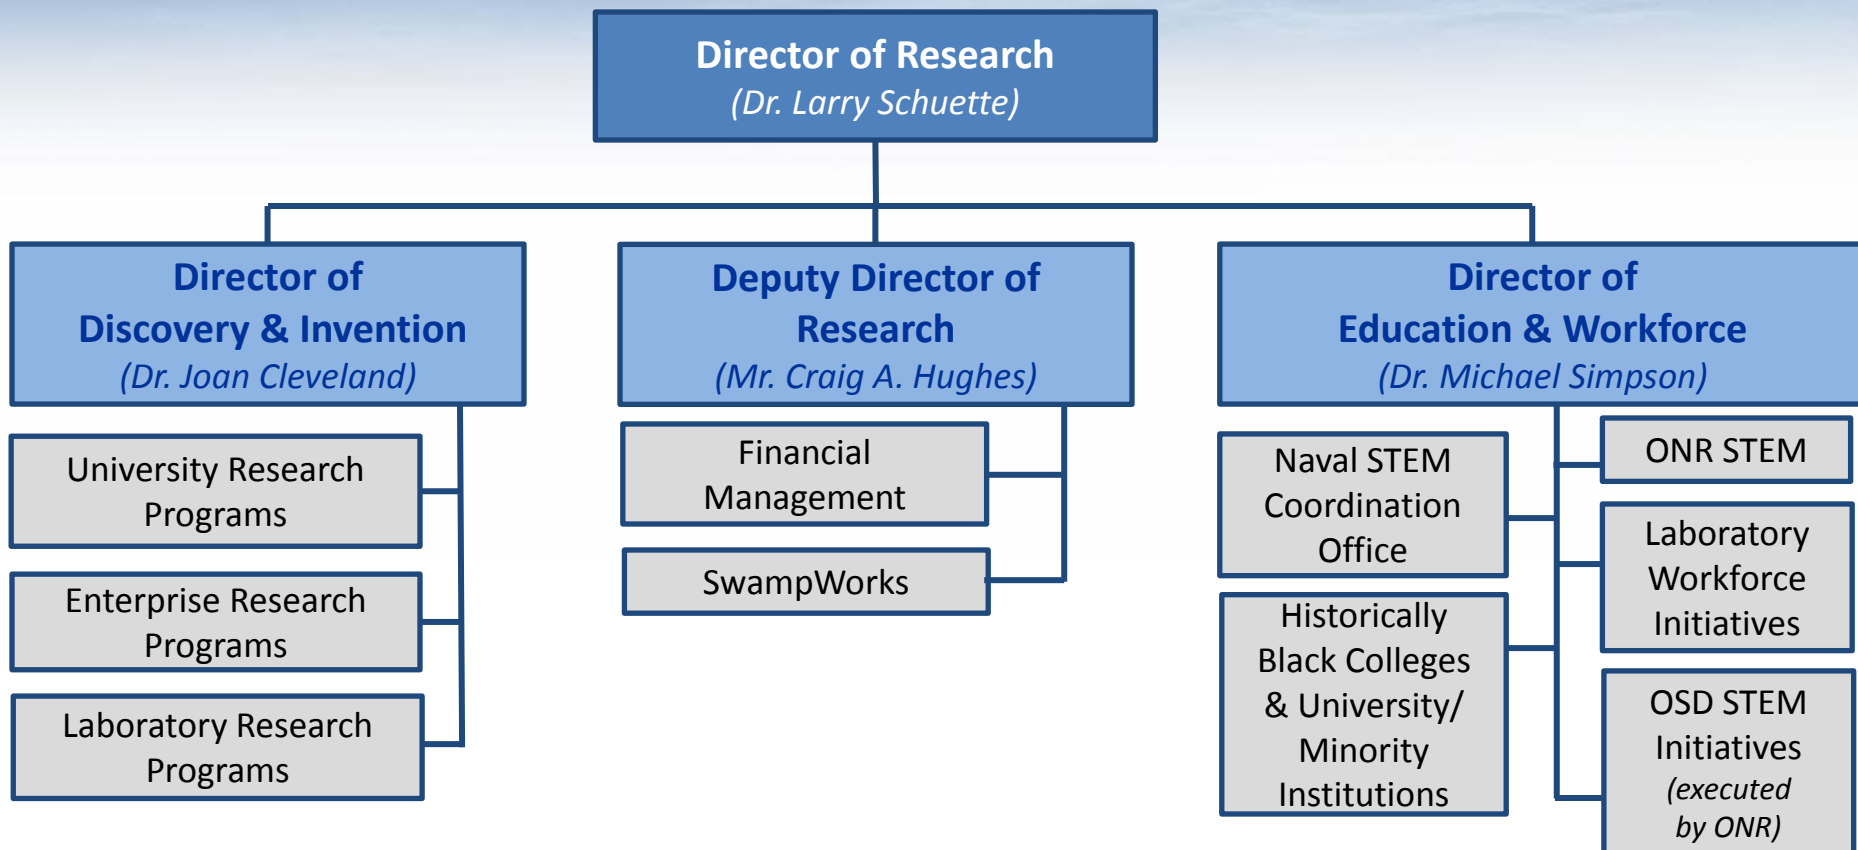 Director of Research
(Dr. Larry Schuette)
Director of
Discovery & Invention
(Dr. Joan Cleveland)
University Research
Programs
Enterprise Research
Programs
Laboratory Research
Programs
Deputy Director of
Research
(Mr. Craig A. Hughes)
Financial
Management
SwampWorks
Director of
Education & Workforce
(Dr. Michael Simpson)
Naval STEM
Coordination
Office
Historically
Black Colleges
& University/
Minority
Institutions
ONR STEM
Laboratory
Workforce
Initiatives
OSD STEM
Initiatives
(executed
by ONR)